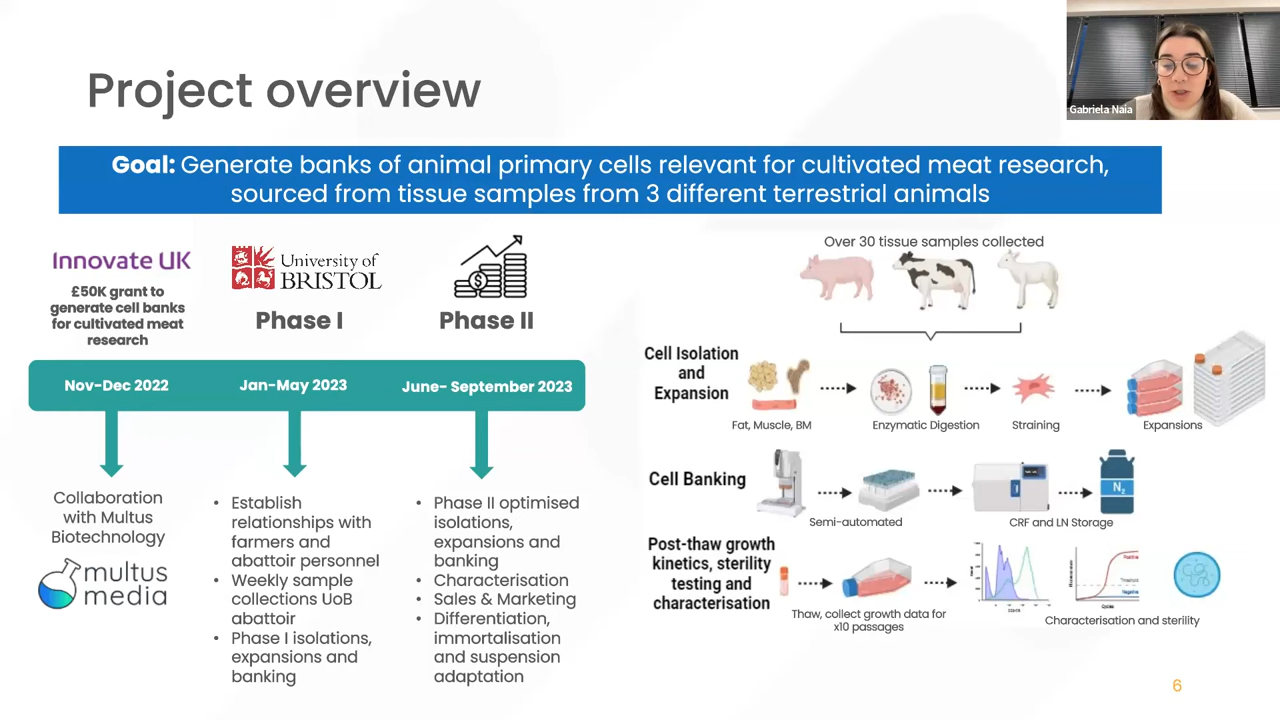 Project overview
Gabriela Naia
Goal: Generate banks of animal primary cells relevant for cultivated meat research,
sourced from tissue samples from 3 different terrestrial animals
Innovate UK
£50K grant to
generate cell banks
for cultivated meat
research
University of
BRISTOL
Phase I
Phase II
Nov-Dec 2022
Jan-May 2023
June- September 2023
Collaboration
with Multus
Biotechnology
multus
media
• Establish
relationships with
farmers and
abattoir personnel
• Weekly sample
collections UoB
abattoir
• Phase I isolations,
expansions and
banking
• Phase II optimised
isolations,
expansions and
banking
• Characterisation
• Sales & Marketing
• Differentiation,
immortalisation
and suspension
adaptation
Over 30 tissue samples collected
Cell Isolation
and
Expansion
Fat, Muscle, BM
Enzymatic Digestion
Straining
Expansions
Cell Banking
Semi-automated
N2
CRF and LN Storage
Post-thaw growth
kinetics, sterility
testing and
characterisation
Thaw, collect growth data for
x10 passages
Positive
Threshold
Negative
Cycles
Characterisation and sterility
6